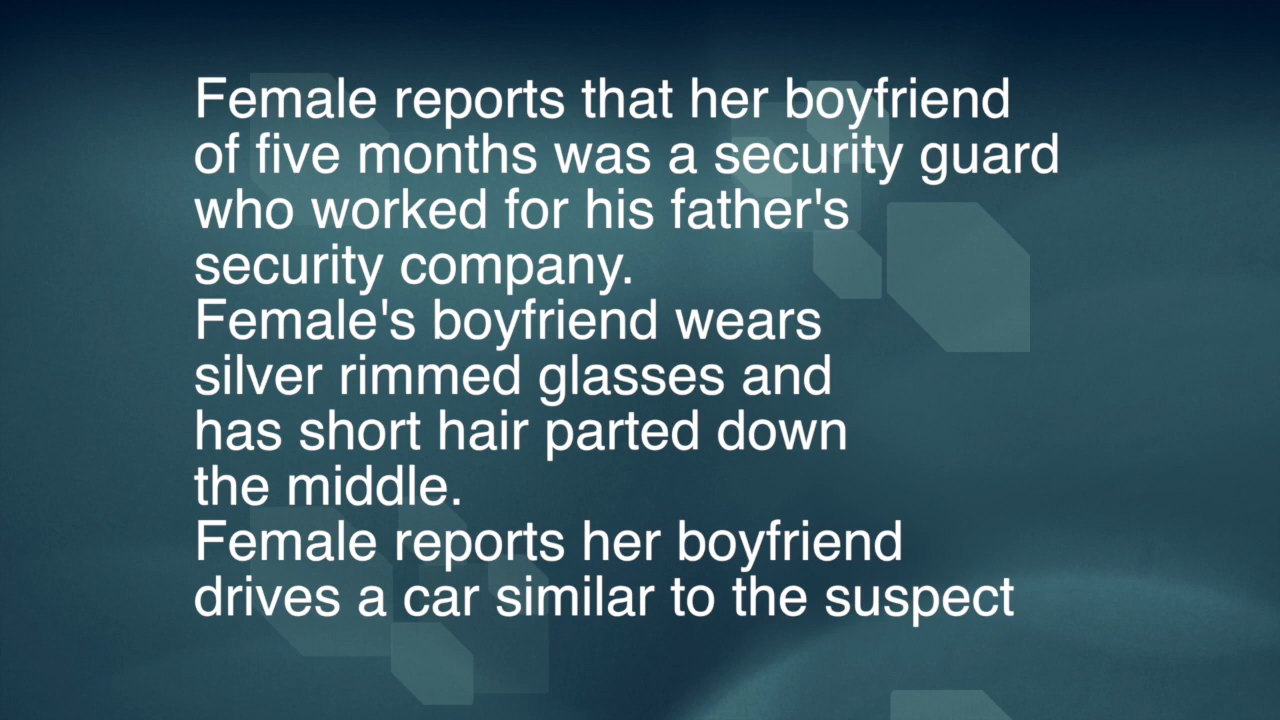 Female reports that her boyfriend
of five months was a security guard
who worked for his father's
security company.
Female's boyfriend wears
silver rimmed glasses and
has short hair parted down
the middle.
Female reports her boyfriend
drives a car similar to the suspect